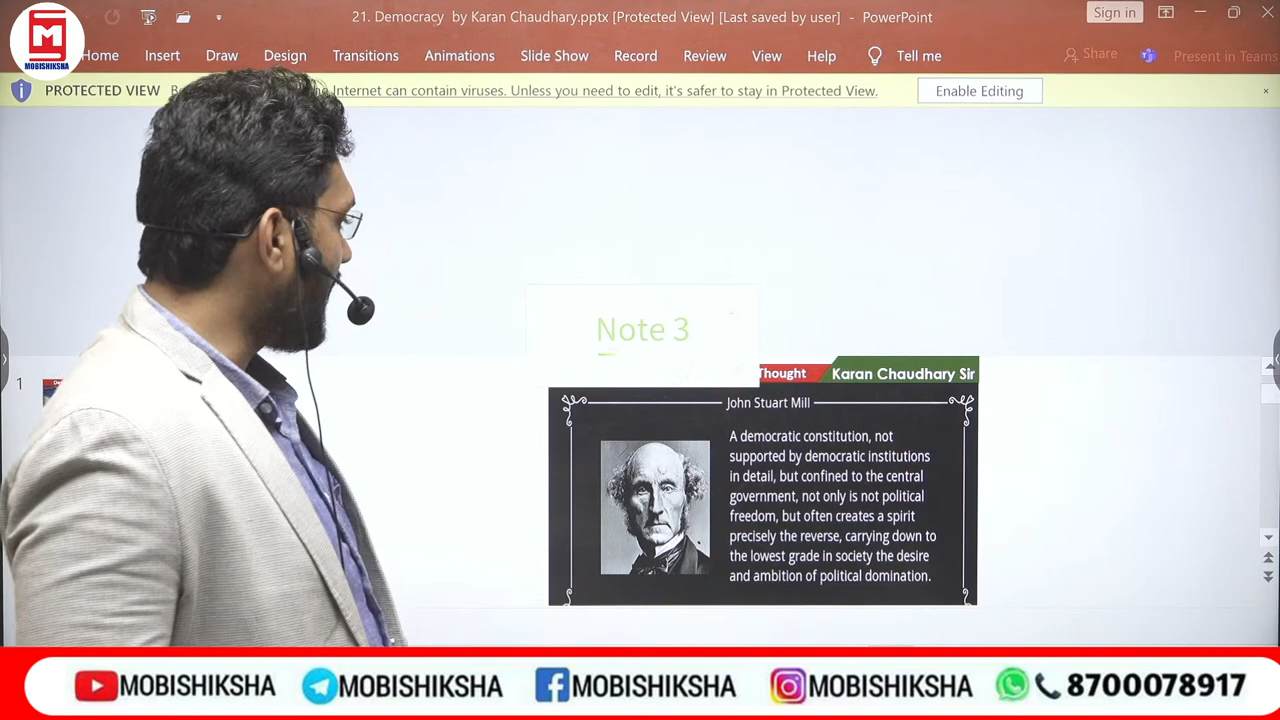 21. Democracy by Karan Chaudhary.pptx [Protected View] [Last saved by user] - PowerPoint
Sign in
M
MOBISHIKSHA
Home Insert Draw Design Transitions Animations Slide Show Record Review View Help Tell me Share Present in Teams
PROTECTED VIEW Internet can contain viruses. Unless you need to edit, it's safer to stay in Protected View. Enable Editing
Note 3
1
Thought Karan Chaudhary Sir
John Stuart Mill
A democratic constitution, not
supported by democratic institutions
in detail, but confined to the central
government, not only is not political
freedom, but often creates a spirit
precisely the reverse, carrying down to
the lowest grade in society the desire
and ambition of political domination.
MOBISHIKSHA MOBISHIKSHA MOBISHIKSHA MOBISHIKSHA 8700078917